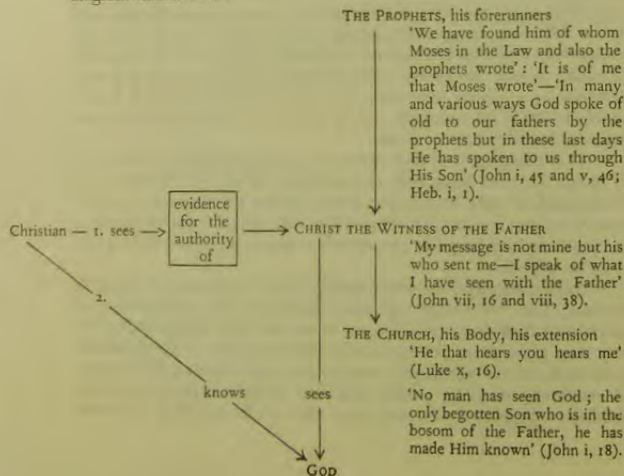 THE PROPHETS, his forerunners
'We have found him of whom
Moses in the Law and also the
prophets wrote' : 'It is of me
that Moses wrote'—'In many
and various ways God spoke of
old to our fathers by the
prophets but in these last days
He has spoken to us through
His Son' (John i, 45 and v, 46;
Heb. i, 1).
evidence
for the
authority
of
Christian — 1. sees
CHRIST THE WITNESS OF THE FATHER
'My message is not mine but his
who sent me—I speak of what
I have seen with the Father'
(John vii, 16 and viii, 38).
2.
THE CHURCH, his Body, his extension
'He that hears you hears me'
(Luke x, 16).
knows
sees
'No man has seen God ; the
only begotten Son who is in the
bosom of the Father, he has
made Him known' (John i, 18).
GOD